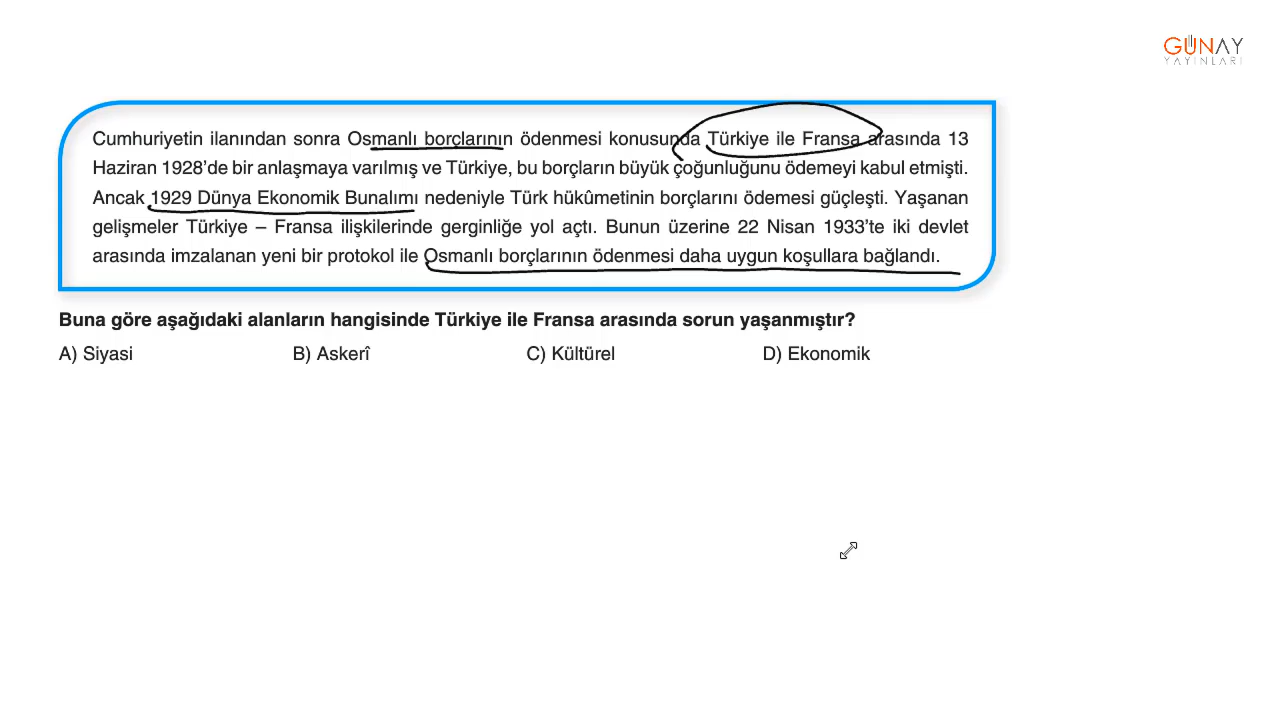 GÜNAY
YAYINLARI
Cumhuriyetin ilanından sonra Osmanlı borçlarının ödenmesi konusunda Türkiye ile Fransa arasında 13
Haziran 1928’de bir anlaşmaya varılmış ve Türkiye, bu borçların büyük çoğunluğunu ödemeyi kabul etmişti.
Ancak 1929 Dünya Ekonomik Bunalımı nedeniyle Türk hükûmetinin borçlarını ödemesi güçleşti. Yaşanan
gelişmeler Türkiye – Fransa ilişkilerinde gerginliğe yol açtı. Bunun üzerine 22 Nisan 1933’te iki devlet
arasında imzalanan yeni bir protokol ile Osmanlı borçlarının ödenmesi daha uygun koşullara bağlandı.
Buna göre aşağıdaki alanların hangisinde Türkiye ile Fransa arasında sorun yaşanmıştır?
A) Siyasi B) Askerî C) Kültürel D) Ekonomik